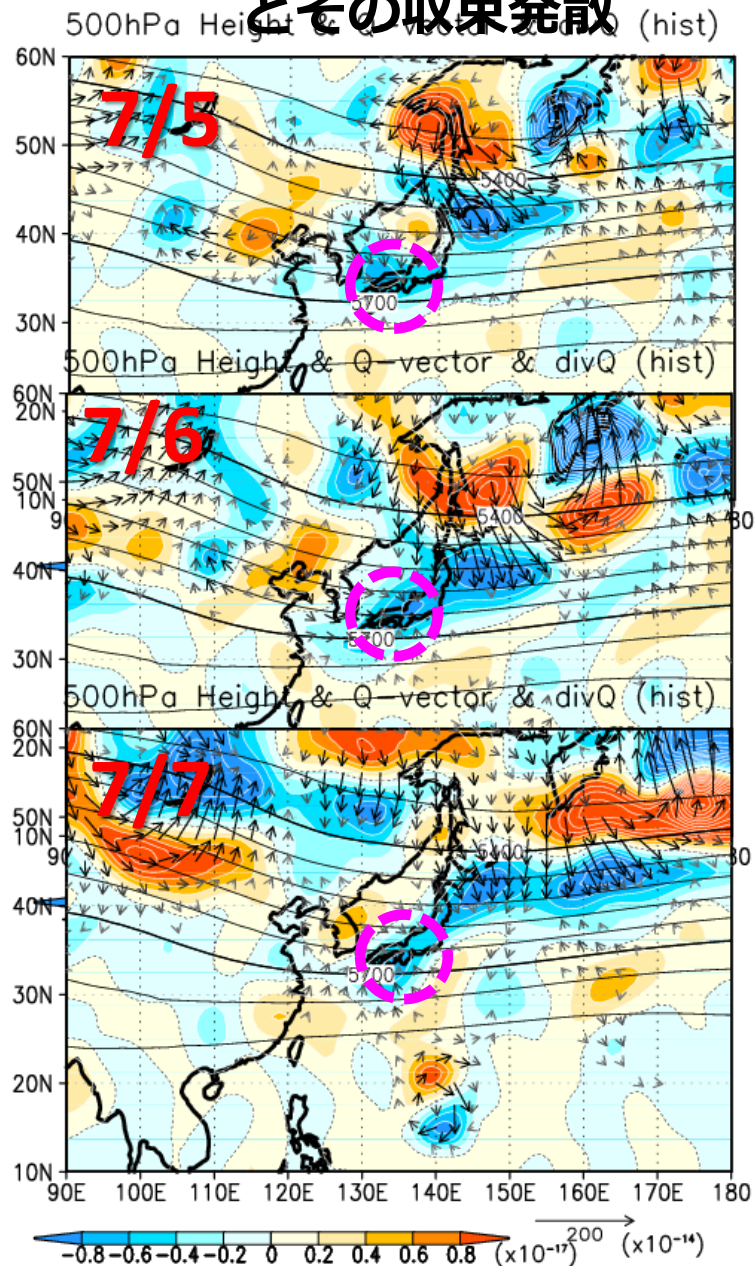 とその収束発散
500hPa Height & Q-vector & divQ (hist)
7/5
60N
50N
40N
30N
5400
5700
500hPa Height & Q-vector & divQ (hist)
7/6
60N
20N
50N
10N
90
40N
30N
5400
5700
80
500hPa Height & Q-vector & divQ (hist)
7/7
60N
20N
50N
10N
90
40N
30N
20N
10N
5400
5700
80
90E 100E 110E 120E 130E 140E 150E 160E 170E 180
-0.8 -0.6 -0.4 -0.2 0 0.2 0.4 0.6 0.8 (x10⁻¹⁷) 200 (x10⁻¹⁴)